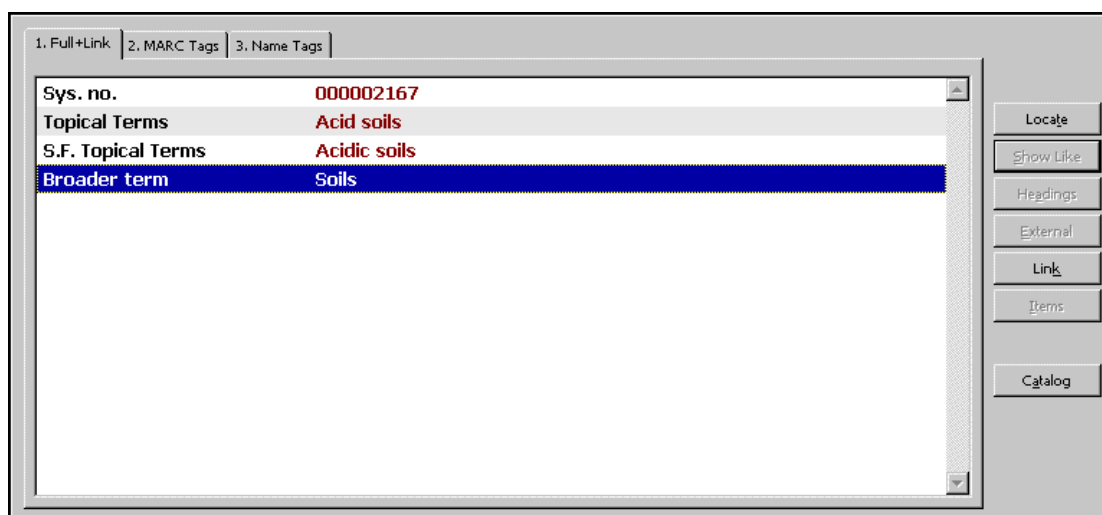 1. Full+Link 2. MARC Tags 3. Name Tags
Sys. no. 000002167
Topical Terms Acid soils
S.F. Topical Terms Acidic soils
Broader term Soils
Locate
Show Like
Headings
External
Link
Items
Catalog